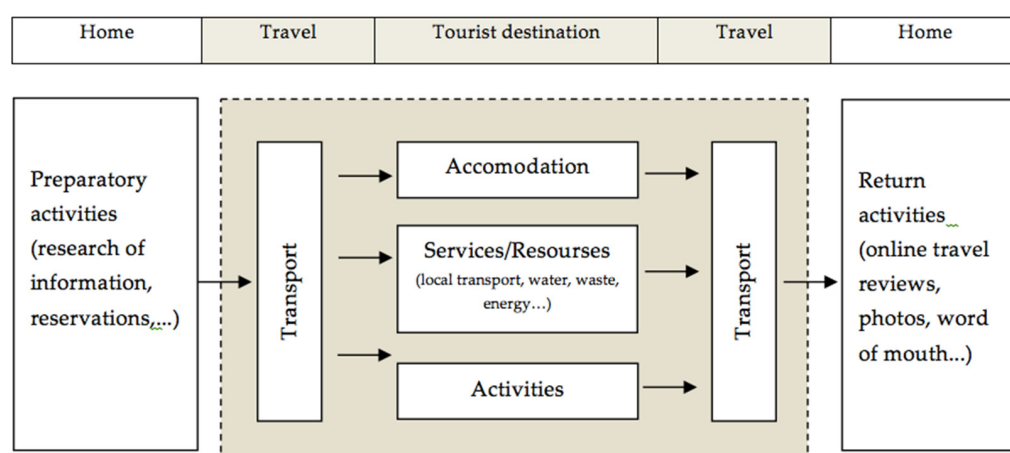 Home
Travel
Tourist destination
Travel
Home
Preparatory
activities
(research of
information,
reservations,...)
Transport
Accomodation
Services/Resourses
(local transport, water, waste,
energy...)
Activities
Transport
Return
activities
(online travel
reviews,
photos, word
of mouth...)